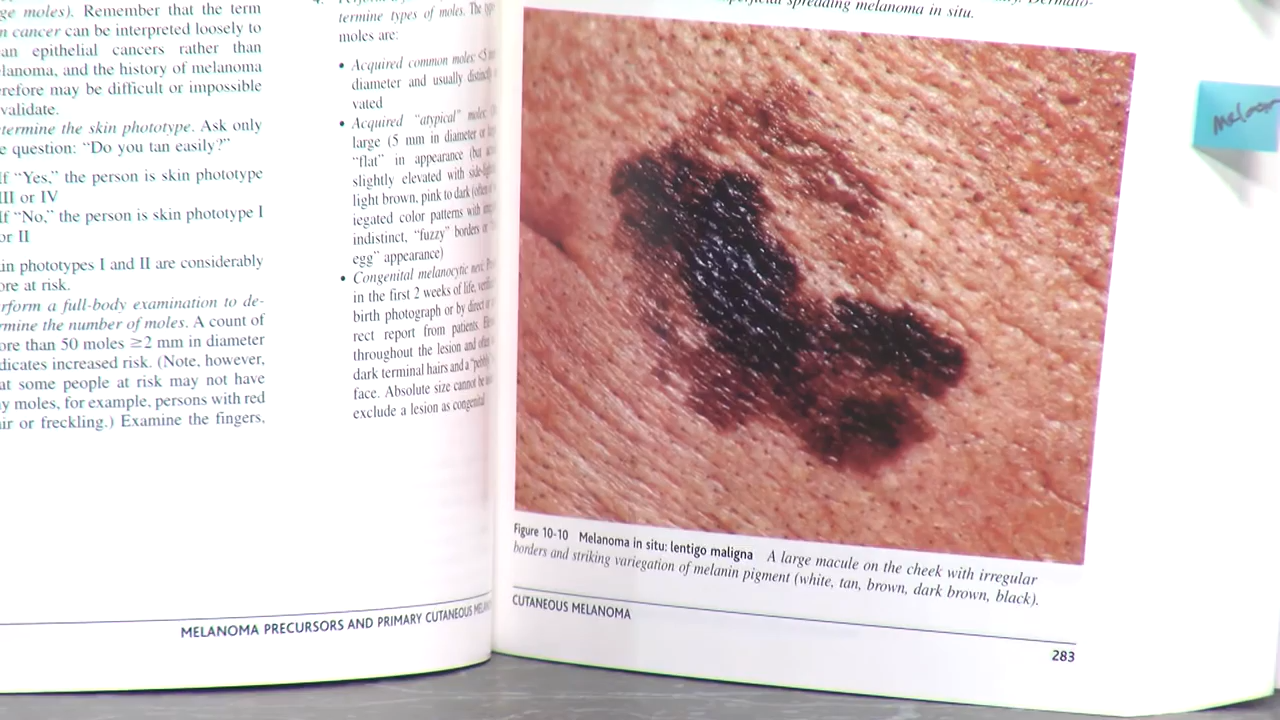 ge moles). Remember that the term
n cancer can be interpreted loosely to
an epithelial cancers rather than
lanoma, and the history of melanoma
refore may be difficult or impossible
validate.
termine the skin phototype. Ask only
e question: “Do you tan easily?”
If “Yes,” the person is skin phototype
III or IV
If “No,” the person is skin phototype I
or II
in phototypes I and II are considerably
ore at risk.
rform a full-body examination to de-
rmine the number of moles. A count of
ore than 50 moles ≥2 mm in diameter
dicates increased risk. (Note, however,
at some people at risk may not have
y moles, for example, persons with red
ir or freckling.) Examine the fingers,
termine types of moles. The
moles are:
• Acquired common moles: <5
diameter and usually
vated
• Acquired “atypical” moles:
large (5 mm in diameter or
“flat” in appearance (but
slightly elevated with
light brown, pink to dark
iegated color patterns with
indistinct, “fuzzy” borders or
egg” appearance)
• Congenital melanocytic nevi:
in the first 2 weeks of life,
birth photograph or by direct
rect report from patients.
throughout the lesion and
dark terminal hairs and a
face. Absolute size cannot be
exclude a lesion as congenital
MELANOMA PRECURSORS AND PRIMARY CUTANEOUS
spreading melanoma in situ.
Figure 10-10 Melanoma in situ: lentigo maligna A large macule on the cheek with irregular
borders and striking variegation of melanin pigment (white, tan, brown, dark brown, black).
CUTANEOUS MELANOMA
283